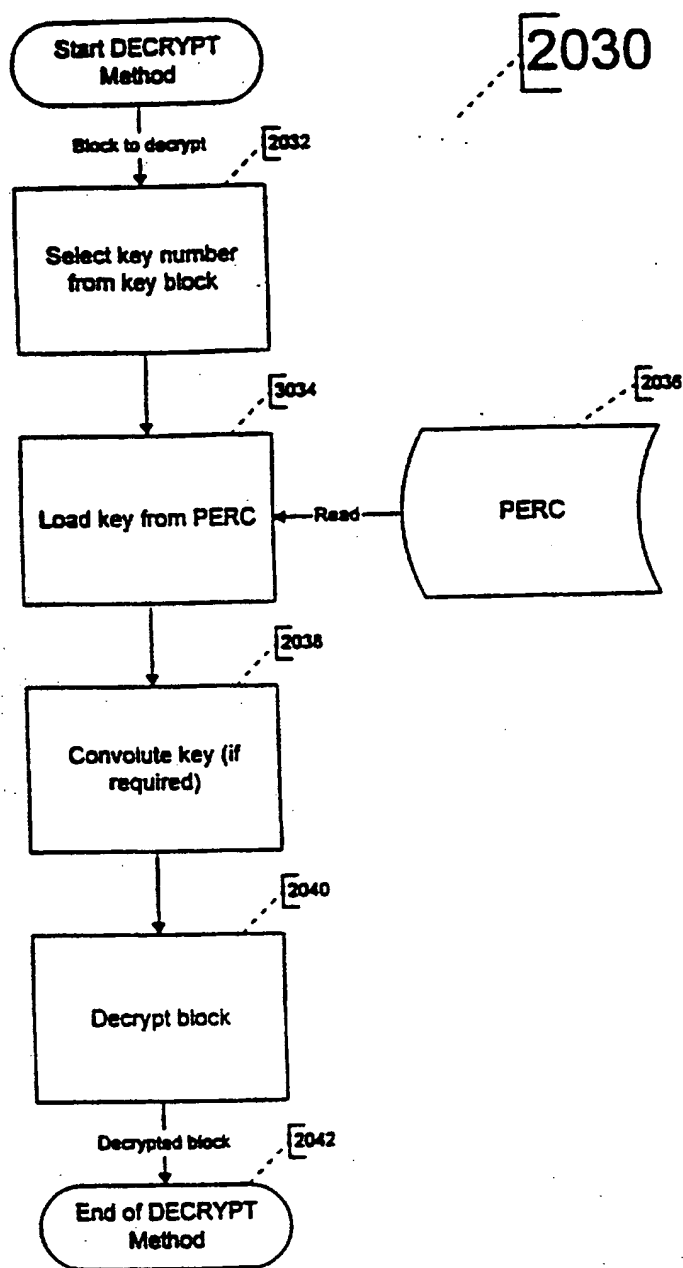 Start DECRYPT
Method
2030
Block to decrypt
2032
Select key number
from key block
3034
2036
Load key from PERC
Read
PERC
2038
Convolute key (if
required)
2040
Decrypt block
Decrypted block
2042
End of DECRYPT
Method